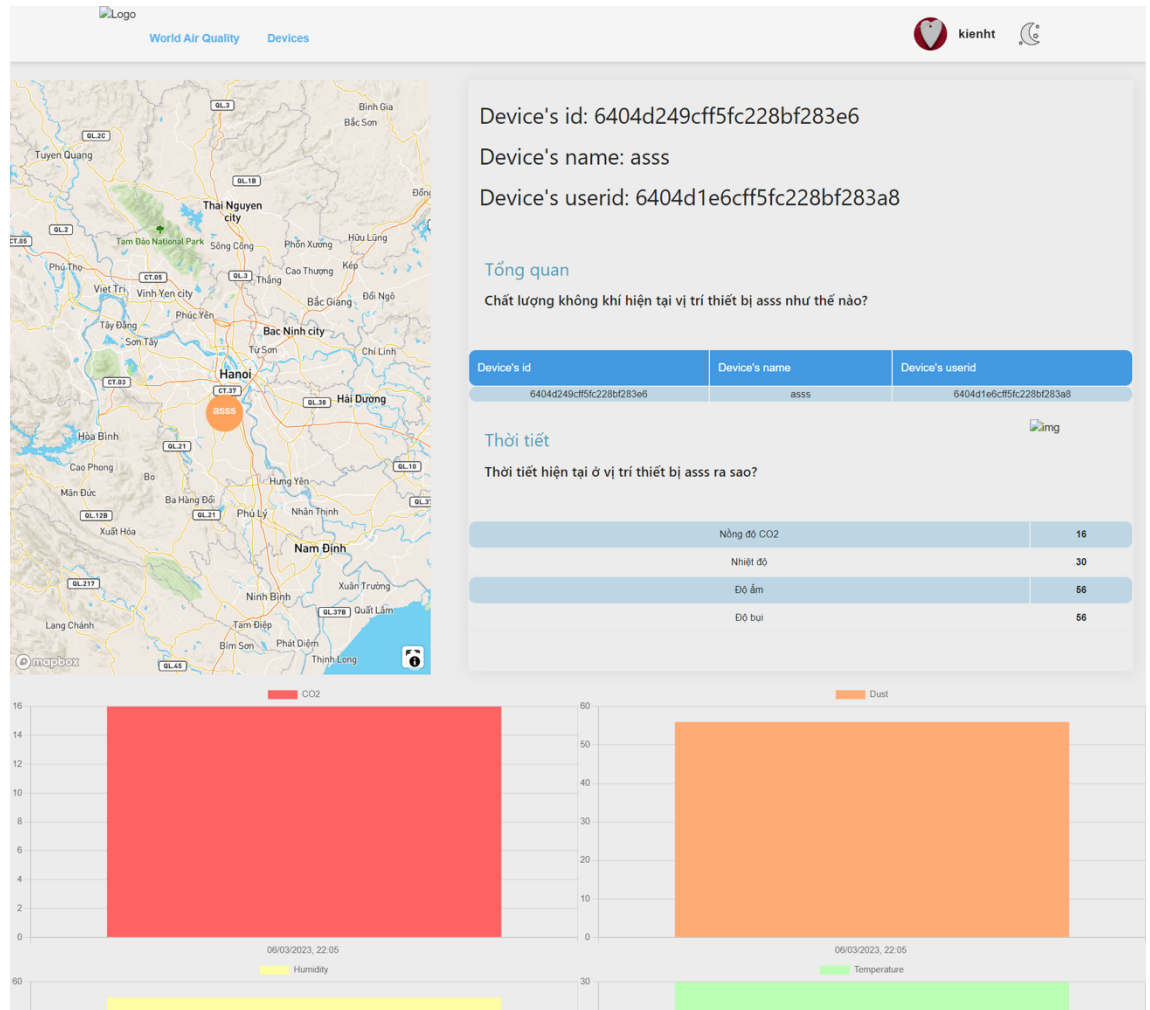 Logo
World Air Quality Devices
kienht
QL.3
Bình Gia
Bắc Sơn
QL.2C
Tuyen Quang
QL.1B
Đồng
Thai Nguyen
city
QL.2
CT.05
Tam Đảo National Park
Sông Công
Phồn Xương
Hữu Lũng
Phú Thọ
CT.05
QL.3
Thắng
Cao Thượng
Kép
Viet Tri
Vinh Yen city
Bắc Giang
Đồi Ngô
Phúc Yên
Tây Đằng
Bac Ninh city
Sơn Tây
Từ Sơn
Chí Linh
Hanoi
CT.03
CT.37
QL.38
Hải Dương
asss
Hòa Bình
QL.21
Cao Phong
Bo
QL.10
Hưng Yên
Mãn Đức
Ba Hàng Đồi
QL.12B
QL.21
Phủ Lý
Nhân Thịnh
Xuất Hóa
Nam Định
QL.217
Xuân Trường
Ninh Bình
QL.37B
Quất Lâm
Lang Chánh
Tam Điệp
Bỉm Sơn
Phát Diệm
Thịnh Long
mapbox
QL.45
Device's id: 6404d249cff5fc228bf283e6
Device's name: asss
Device's userid: 6404d1e6cff5fc228bf283a8
Tổng quan
Chất lượng không khí hiện tại vị trí thiết bị asss như thế nào?
Device's id Device's name Device's userid
6404d249cff5fc228bf283e6 asss 6404d1e6cff5fc228bf283a8
Thời tiết
img
Thời tiết hiện tại ở vị trí thiết bị asss ra sao?
Nồng độ CO2 16
Nhiệt độ 30
Độ ẩm 56
Độ bụi 56
CO2
16
14
12
10
8
6
4
2
0
06/03/2023, 22:05
Dust
60
50
40
30
20
10
0
06/03/2023, 22:05
Humidity
60
Temperature
30